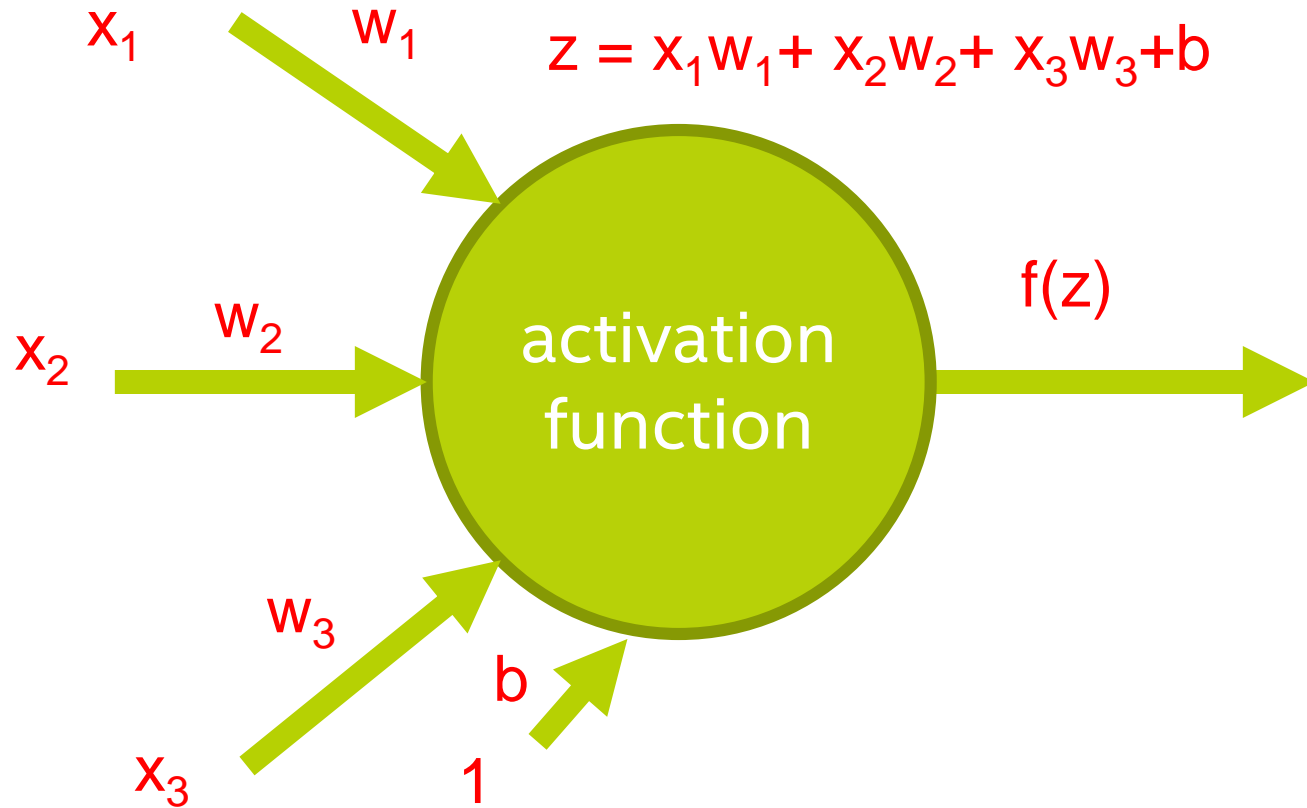 x₁
w₁
z = x₁w₁+ x₂w₂+ x₃w₃+b
x₂
w₂
activation
function
f(z)
w₃
x₃
b
1